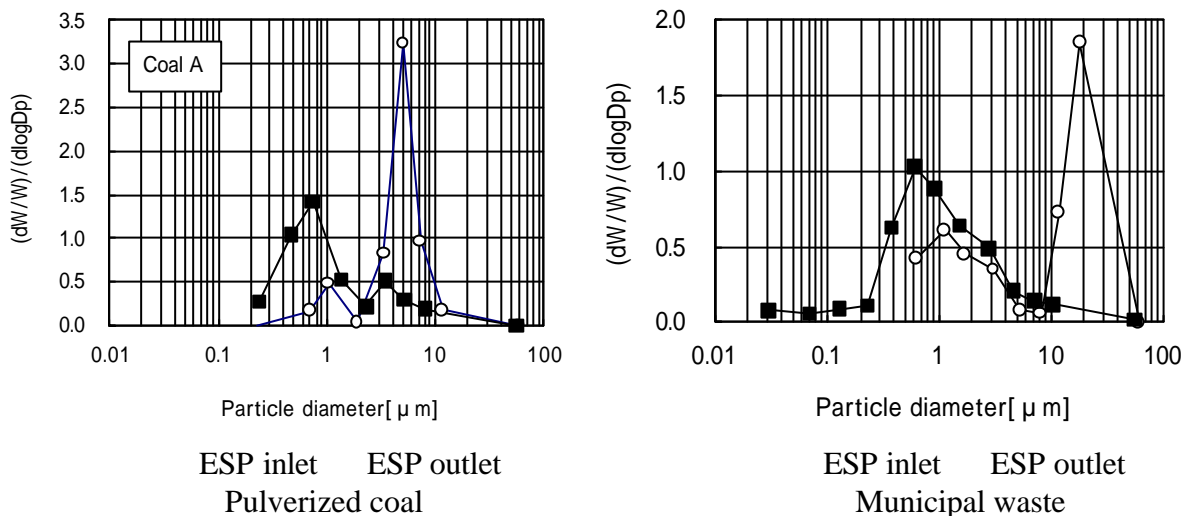 3.5
3.0
2.5
2.0
1.5
1.0
0.5
0.0
(dW/W)/(dlogDp)
Coal A
0.01 0.1 1 10 100
Particle diameter[ μ m]
ESP inlet ESP outlet
Pulverized coal
2.0
1.5
1.0
0.5
0.0
(dW/W)/(dlogDp)
0.01 0.1 1 10 100
Particle diameter[ μ m]
ESP inlet ESP outlet
Municipal waste